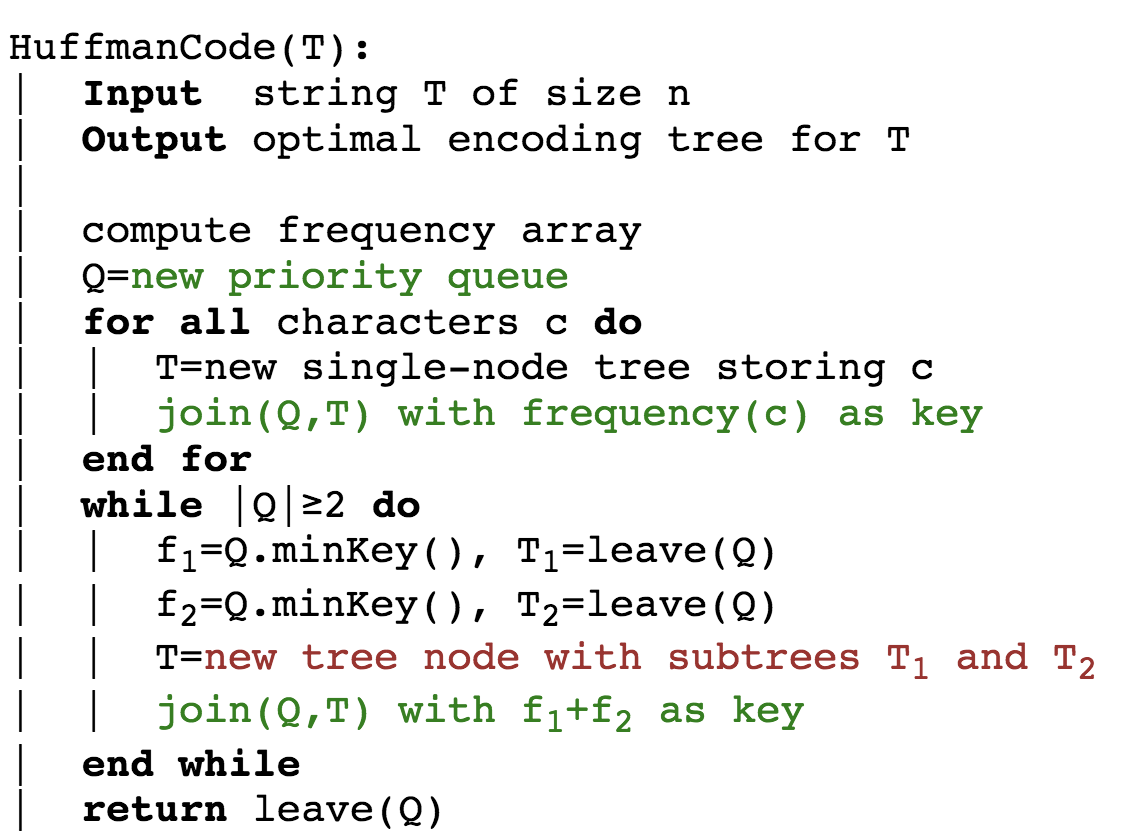 HuffmanCode(T):
| Input string T of size n
| Output optimal encoding tree for T
|
| compute frequency array
| Q=new priority queue
| for all characters c do
| | T=new single-node tree storing c
| | join(Q,T) with frequency(c) as key
| end for
| while |Q|≥2 do
| | f₁=Q.minKey(), T₁=leave(Q)
| | f₂=Q.minKey(), T₂=leave(Q)
| | T=new tree node with subtrees T₁ and T₂
| | join(Q,T) with f₁+f₂ as key
| end while
| return leave(Q)